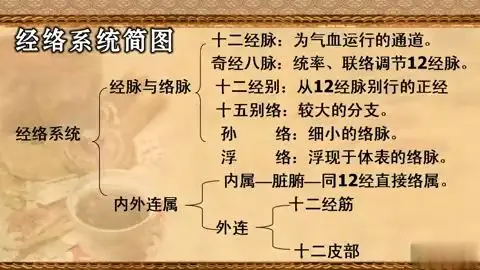 经络系统简图
十二经脉：为气血运行的通道。
奇经八脉：统率、联络调节12经脉。
经脉与络脉
十二经别：从12经脉别行的正经
十五别络：较大的分支。
孙 络：细小的络脉。
经络系统
浮 络：浮现于体表的络脉。
内属—脏腑—同12经直接络属。
内外连属
十二经筋
外连
十二皮部